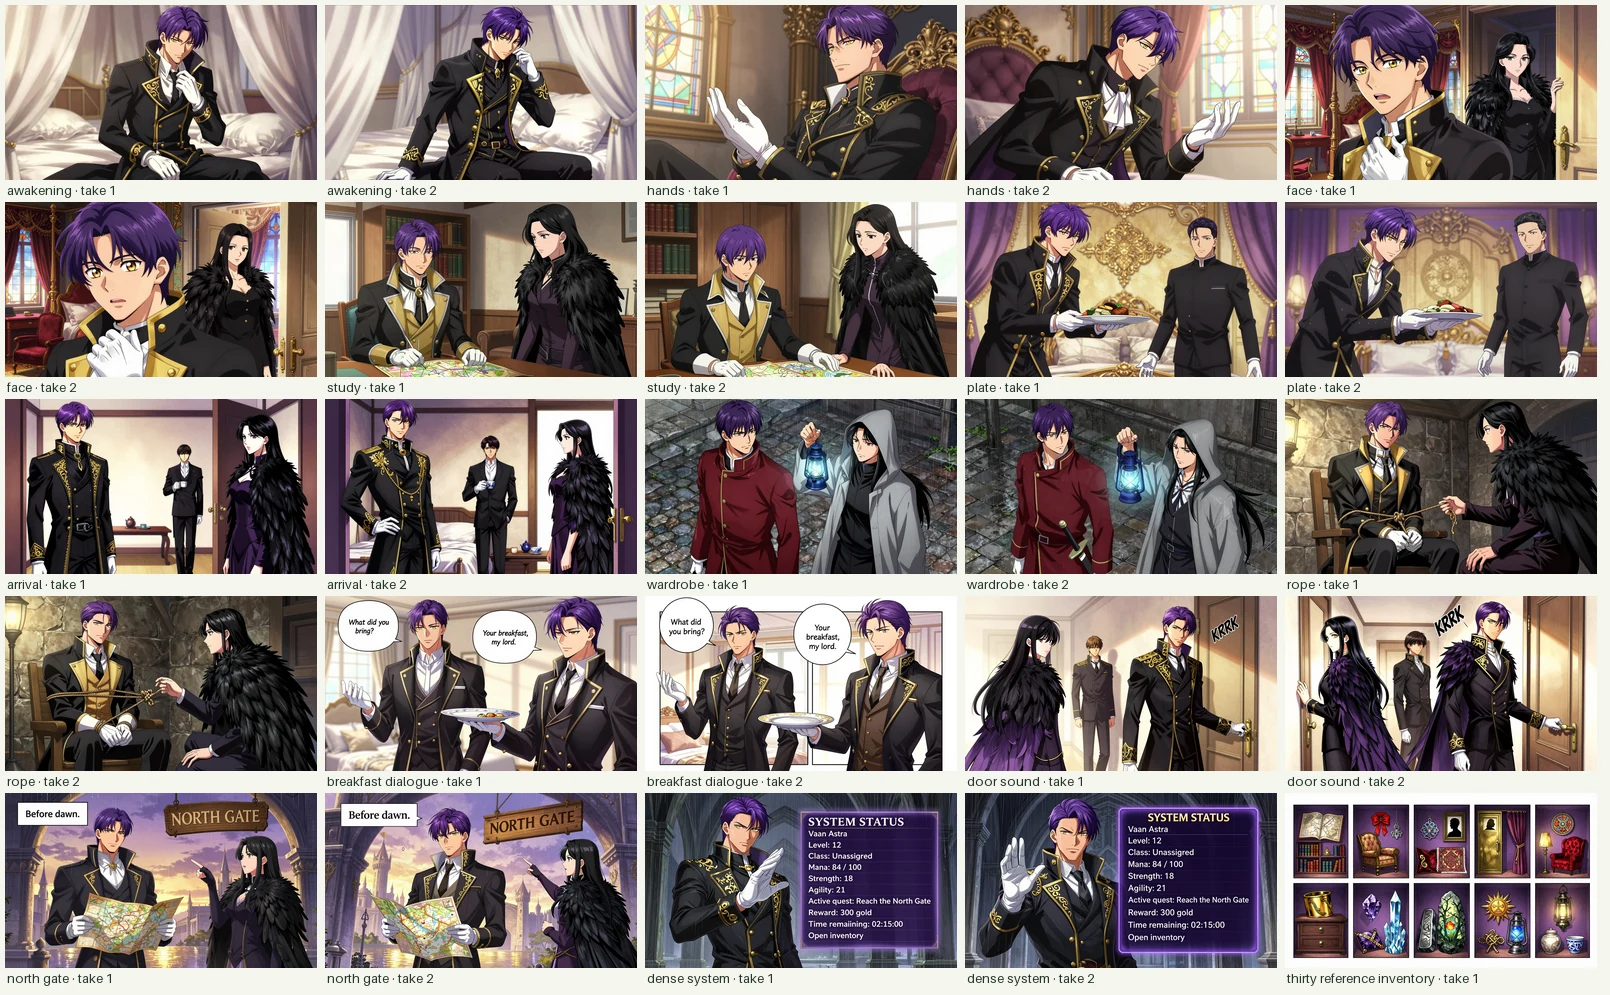 awakening · take 1
awakening · take 2
hands · take 1
hands · take 2
face · take 1
face · take 2
study · take 1
study · take 2
plate · take 1
plate · take 2
arrival · take 1
arrival · take 2
wardrobe · take 1
wardrobe · take 2
rope · take 1
What did you
bring?
Your breakfast,
my lord.
What did
you bring?
Your
breakfast,
my lord.
KRRK
KRRK
rope · take 2
breakfast dialogue · take 1
breakfast dialogue · take 2
door sound · take 1
door sound · take 2
Before dawn.
NORTH GATE
Before dawn.
NORTH GATE
SYSTEM STATUS
Vaan Astra
Level: 12
Class: Unassigred
Mana: 84 / 100
Strength: 18
Agility: 21
Active quest: Reach the North Gate
Reward: 300 gold
Time remaiining: 02:15:00
Open inventory
SYSTEM STATUS
Vaan Astra
Level: 12
Class: Unassigned
Mana: 84 / 100
Strength: 18
Agility: 21
Active quest: Reach the North Gate
Reward: 300 gold
Time remaining: 02:15:00
Open inventory
north gate · take 1
north gate · take 2
dense system · take 1
dense system · take 2
thirty reference inventory · take 1